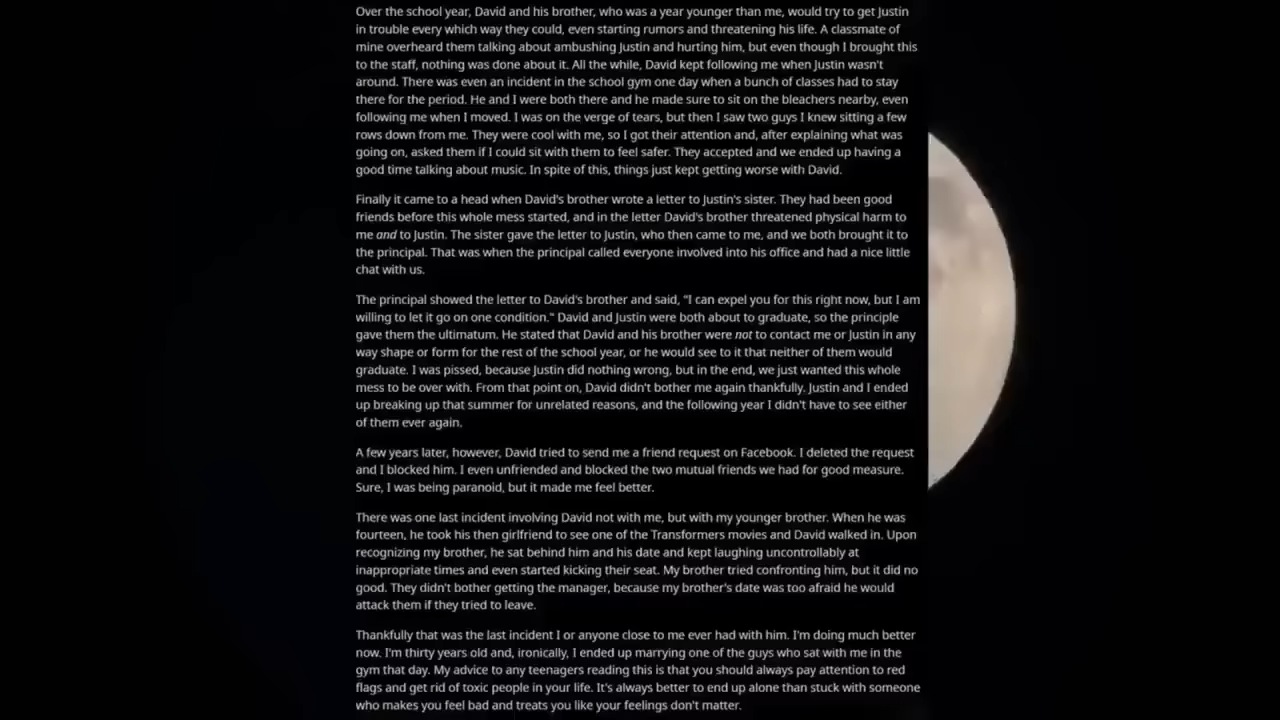 Over the school year, David and his brother, who was a year younger than me, would try to get Justin
in trouble every which way they could, even starting rumors and threatening his life. A classmate of
mine overheard them talking about ambushing Justin and hurting him, but even though I brought this
to the staff, nothing was done about it. All the while, David kept following me when Justin wasn't
around. There was even an incident in the school gym one day when a bunch of classes had to stay
there for the period. He and I were both there and he made sure to sit on the bleachers nearby, even
following me when I moved. I was on the verge of tears, but then I saw two guys I knew sitting a few
rows down from me. They were cool with me, so I got their attention and, after explaining what was
going on, asked them if I could sit with them to feel safer. They accepted and we ended up having a
good time talking about music. In spite of this, things just kept getting worse with David.
Finally it came to a head when David's brother wrote a letter to Justin's sister. They had been good
friends before this whole mess started, and in the letter David's brother threatened physical harm to
me and to Justin. The sister gave the letter to Justin, who then came to me, and we both brought it to
the principal. That was when the principal called everyone involved into his office and had a nice little
chat with us.
The principal showed the letter to David's brother and said, "I can expel you for this right now, but I am
willing to let it go on one condition." David and Justin were both about to graduate, so the principle
gave them the ultimatum. He stated that David and his brother were not to contact me or Justin in any
way shape or form for the rest of the school year, or he would see to it that neither of them would
graduate. I was pissed, because Justin did nothing wrong, but in the end, we just wanted this whole
mess to be over with. From that point on, David didn't bother me again thankfully. Justin and I ended
up breaking up that summer for unrelated reasons, and the following year I didn't have to see either
of them ever again.
A few years later, however, David tried to send me a friend request on Facebook. I deleted the request
and I blocked him. I even unfriended and blocked the two mutual friends we had for good measure.
Sure, I was being paranoid, but it made me feel better.
There was one last incident involving David not with me, but with my younger brother. When he was
fourteen, he took his then girlfriend to see one of the Transformers movies and David walked in. Upon
recognizing my brother, he sat behind him and his date and kept laughing uncontrollably at
inappropriate times and even started kicking their seat. My brother tried confronting him, but it did no
good. They didn't bother getting the manager, because my brother's date was too afraid he would
attack them if they tried to leave.
Thankfully that was the last incident I or anyone close to me ever had with him. I'm doing much better
now. I'm thirty years old and, ironically, I ended up marrying one of the guys who sat with me in the
gym that day. My advice to any teenagers reading this is that you should always pay attention to red
flags and get rid of toxic people in your life. It's always better to end up alone than stuck with someone
who makes you feel bad and treats you like your feelings don't matter.